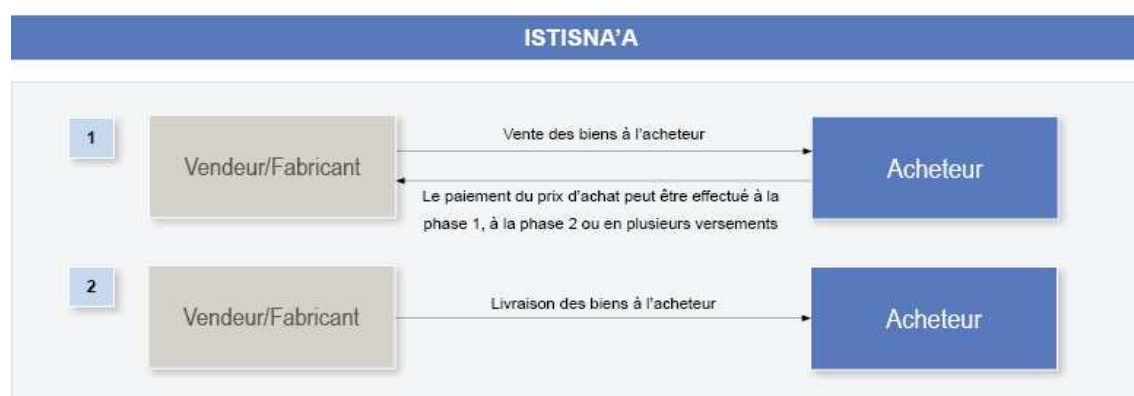 ISTISNA’A
1
Vendeur/Fabricant
Vente des biens à l’acheteur
Le paiement du prix d’achat peut être effectué à la
phase 1, à la phase 2 ou en plusieurs versements
Acheteur
2
Vendeur/Fabricant
Livraison des biens à l’acheteur
Acheteur